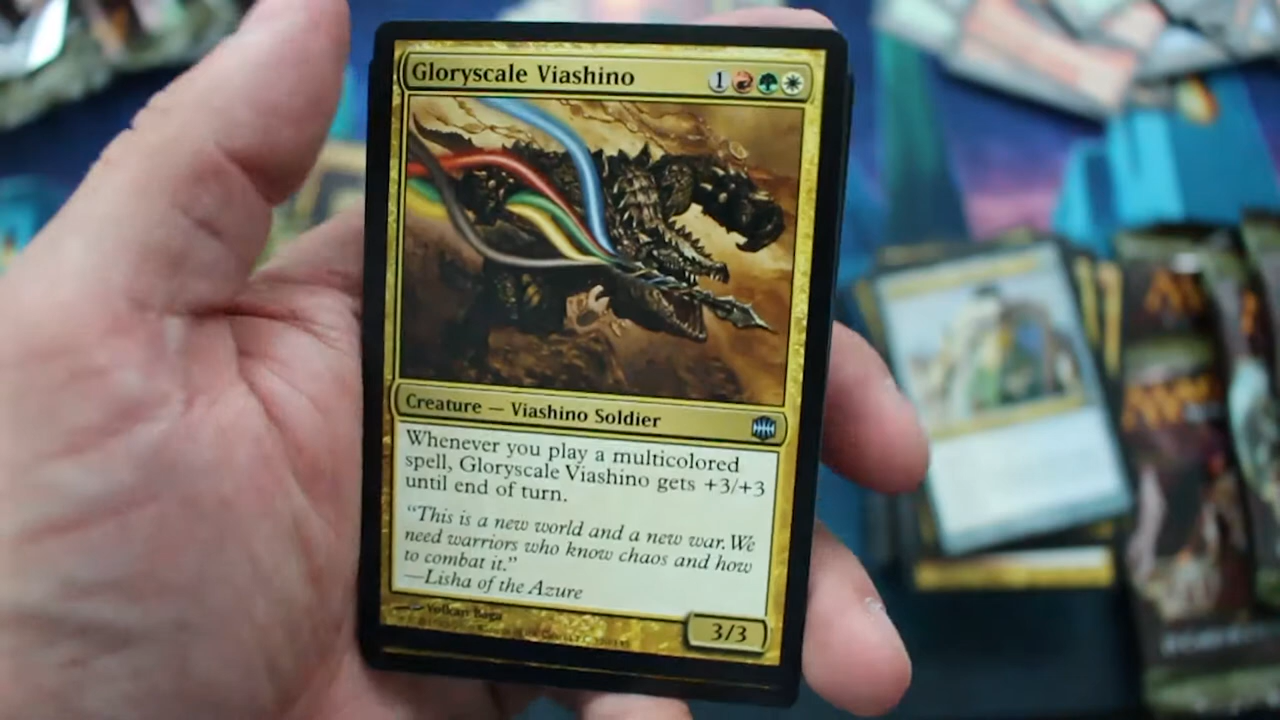 Gloryscale Viashino 1
Creature — Viashino Soldier
Whenever you play a multicolored
spell, Gloryscale Viashino gets +3/+3
until end of turn.
“This is a new world and a new war. We
need warriors who know chaos and how
to combat it.”
—Lisha of the Azure
Volkan Baga
3/3